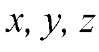 x, y, z